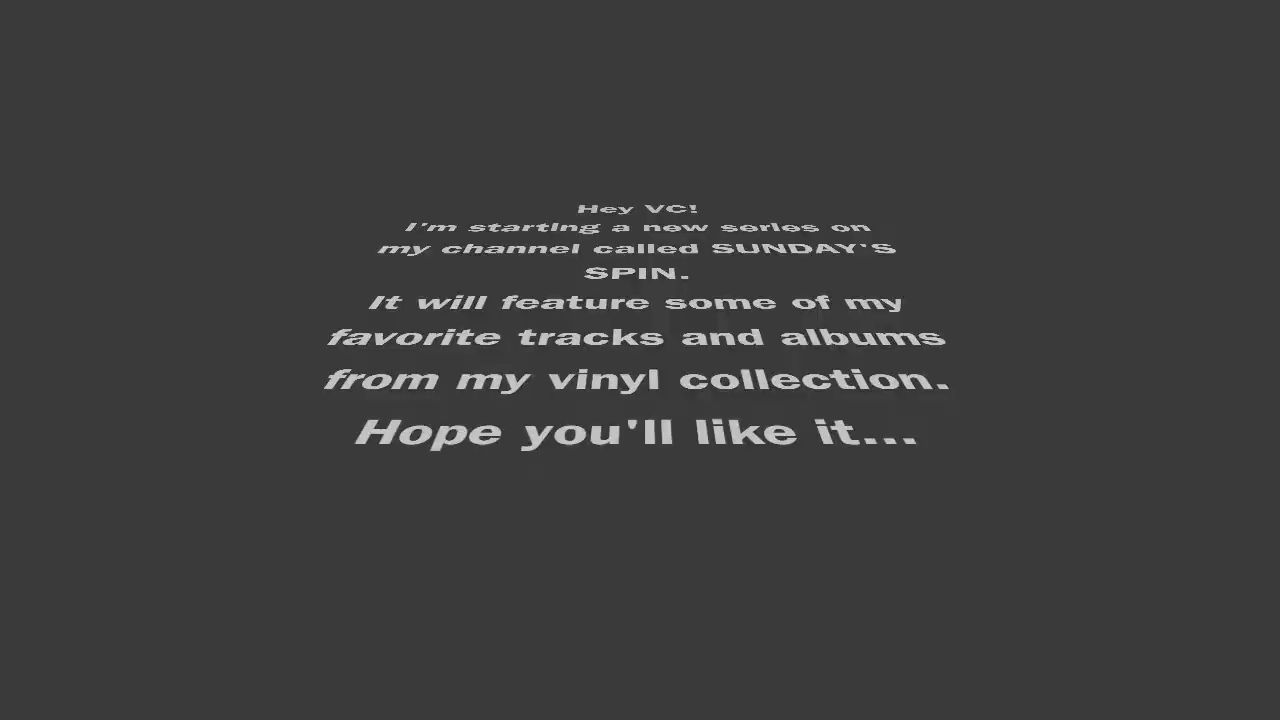 Hey VC!
I'm starting a new series on
my channel called SUNDAY'S
SPIN.
It will feature some of my
favorite tracks and albums
from my vinyl collection.
Hope you'll like it...